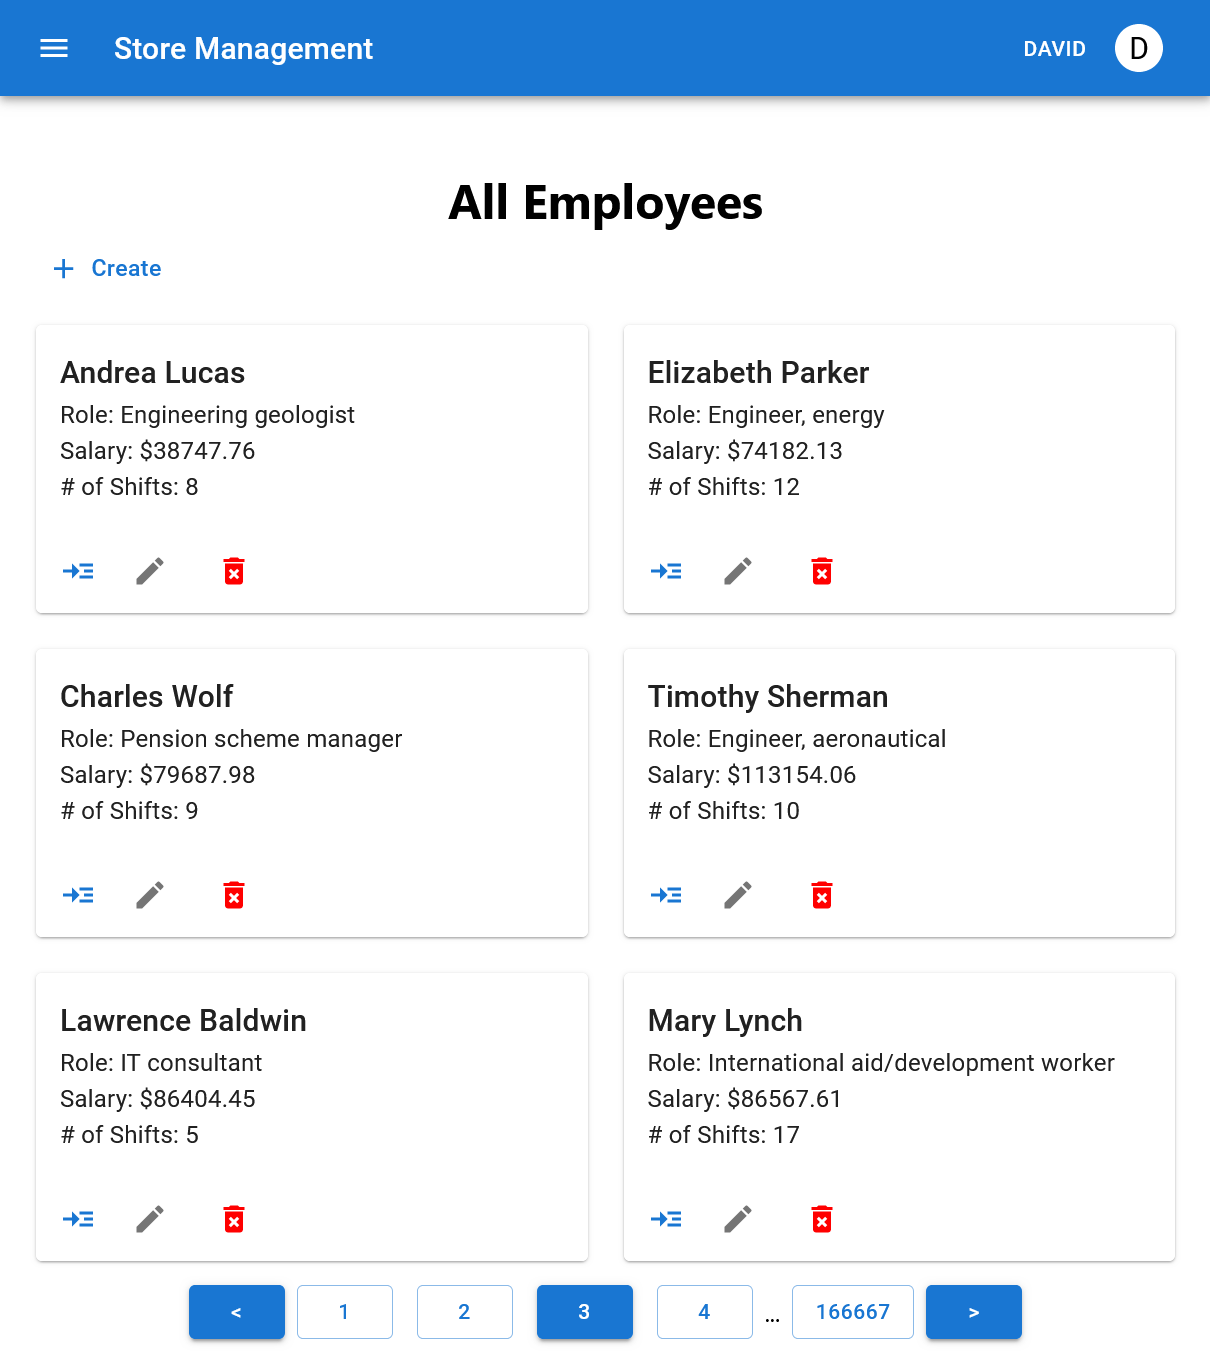 Store Management
DAVID
D
All Employees
Create
Andrea Lucas
Role: Engineering geologist
Salary: $38747.76
# of Shifts: 8
Elizabeth Parker
Role: Engineer, energy
Salary: $74182.13
# of Shifts: 12
Charles Wolf
Role: Pension scheme manager
Salary: $79687.98
# of Shifts: 9
Timothy Sherman
Role: Engineer, aeronautical
Salary: $113154.06
# of Shifts: 10
Lawrence Baldwin
Role: IT consultant
Salary: $86404.45
# of Shifts: 5
Mary Lynch
Role: International aid/development worker
Salary: $86567.61
# of Shifts: 17
< 1 2 3 4 ... 166667 >